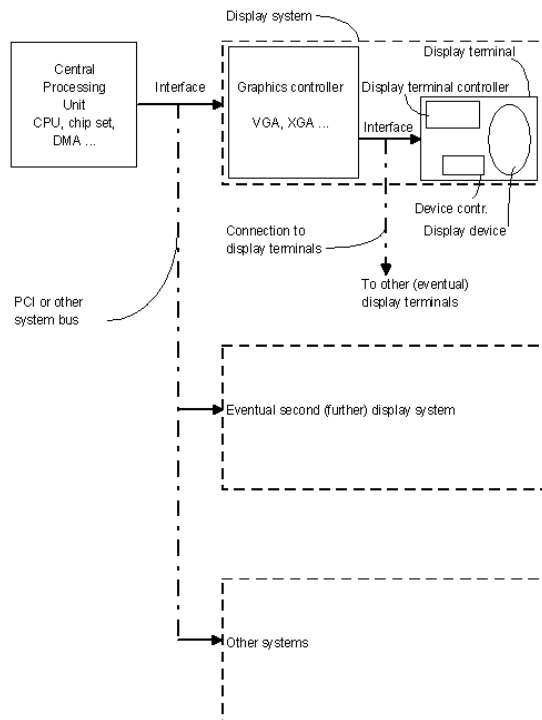 Display system
Display terminal
Central
Processing
Unit
CPU, chip set,
DMA ...
Interface
Graphics controller
VGA, XGA ...
Display terminal controller
Interface
Device contr.
Display device
Connection to
display terminals
To other (eventual)
display terminals
PCI or other
system bus
Eventual second (further) display system
Other systems